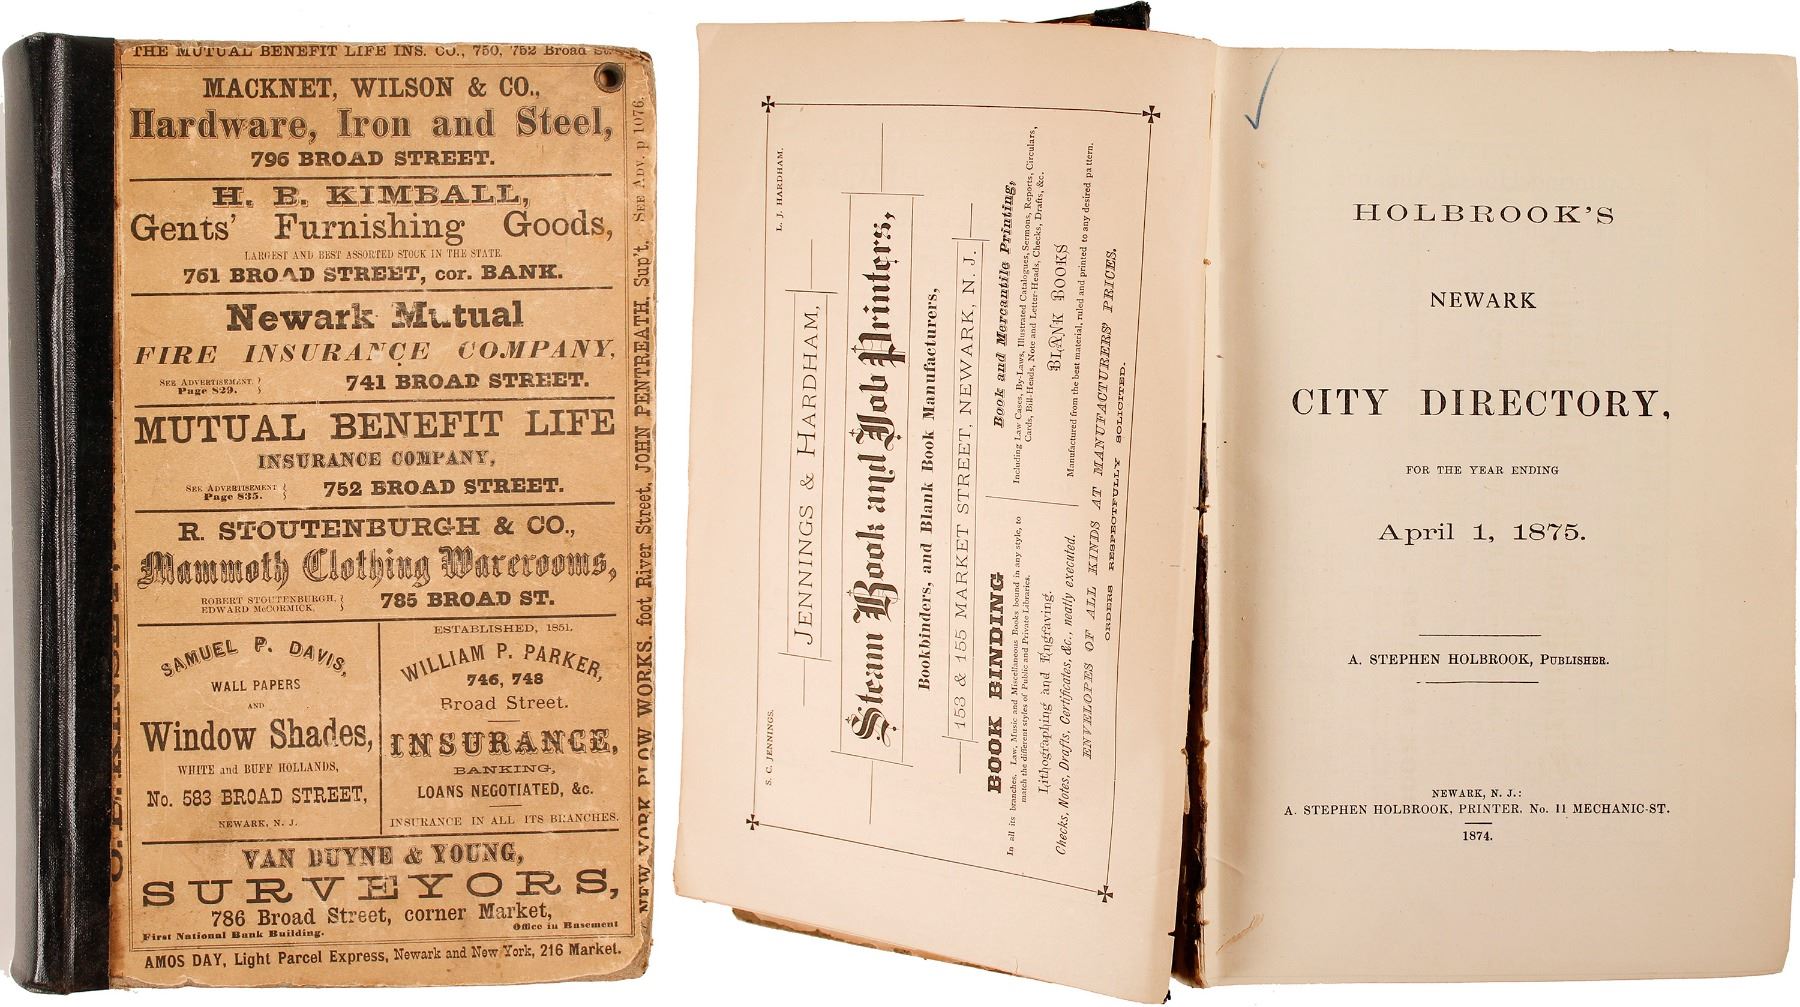 THE MUTUAL BENEFIT LIFE INS. CO., 750, 752 Broad
MACKNET, WILSON & CO.,
Hardware, Iron and Steel,
796 BROAD STREET.
H. B. KIMBALL,
Gents' Furnishing Goods,
LARGEST AND BEST ASSORTED STOCK IN THE STATE.
761 BROAD STREET, cor. BANK.
Newark Mutual
FIRE INSURANCE COMPANY,
SEE ADVERTISEMENT
Page 829.
741 BROAD STREET.
MUTUAL BENEFIT LIFE
INSURANCE COMPANY,
SEE ADVERTISEMENT
Page 835.
752 BROAD STREET.
R. STOUTENBURGH & CO.,
Mammoth Clothing Warerooms,
ROBERT STOUTENBURGH.
EDWARD McCORMICK.
785 BROAD ST.
SAMUEL P. DAVIS,
WALL PAPERS
AND
Window Shades,
WHITE and BUFF HOLLANDS,
No. 583 BROAD STREET,
NEWARK, N. J.
ESTABLISHED, 1851.
WILLIAM P. PARKER,
746, 748
Broad Street.
INSURANCE,
BANKING,
LOANS NEGOTIATED, &c.
INSURANCE IN ALL ITS BRANCHES.
VAN DUYNE & YOUNG,
SURVEYORS,
786 Broad Street, corner Market,
First National Bank Building.
Office in Basement
AMOS DAY, Light Parcel Express, Newark and New York, 216 Market.
NEW YORK PLOW WORKS. foot River Street, JOHN PENTREATH, Sup't. SEE ADV. p 1076.
S. C. JENNINGS.
L. J. HARDHAM.
JENNINGS & HARDHAM,
Steam Book and Job Printers,
Bookbinders, and Blank Book Manufacturers,
153 & 155 MARKET STREET, NEWARK, N. J.
BOOK BINDING
In all its branches. Law, Music and Miscellaneous Books bound in any style, to
match the different styles of Public and Private Libraries.
Lithographing and Engraving.
Checks, Notes, Drafts, Certificates, &c., neatly executed.
Book and Mercantile Printing,
Including Law Cases, By-Laws, Illustrated Catalogues, Sermons, Reports, Circulars,
Cards, Bill-Heads, Note and Letter-Heads, Checks, Drafts, &c.
BLANK BOOKS
Manufactured from the best material, ruled and printed to any desired pattern.
ENVELOPES OF ALL KINDS AT MANUFACTURERS' PRICES.
ORDERS RESPECTFULLY SOLICITED.
HOLBROOK'S
NEWARK
CITY DIRECTORY,
FOR THE YEAR ENDING
April 1, 1875.
A. STEPHEN HOLBROOK, PUBLISHER.
NEWARK, N. J.:
A. STEPHEN HOLBROOK, PRINTER, No. 11 MECHANIC-ST.
1874.